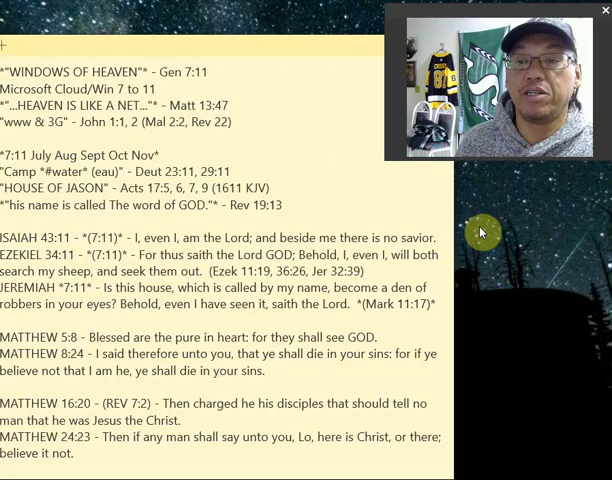 *"WINDOWS OF HEAVEN"* - Gen 7:11
Microsoft Cloud/Win 7 to 11
*"...HEAVEN IS LIKE A NET..."* - Matt 13:47
"www & 3G" - John 1:1, 2 (Mal 2:2, Rev 22)
*7:11 July Aug Sept Oct Nov*
"Camp *#water* (eau)" - Deut 23:11, 29:11
"HOUSE OF JASON" - Acts 17:5, 6, 7, 9 (1611 KJV)
*"his name is called The word of GOD."* - Rev 19:13
ISAIAH 43:11 - *(7:11)* - I, even I, am the Lord; and beside me there is no savior.
EZEKIEL 34:11 - *(7:11)* - For thus saith the Lord GOD; Behold, I, even I, will both
search my sheep, and seek them out. (Ezek 11:19, 36:26, Jer 32:39)
JEREMIAH *7:11* - Is this house, which is called by my name, become a den of
robbers in your eyes? Behold, even I have seen it, saith the Lord. *(Mark 11:17)*
MATTHEW 5:8 - Blessed are the pure in heart: for they shall see GOD.
MATTHEW 8:24 - I said therefore unto you, that ye shall die in your sins: for if ye
believe not that I am he, ye shall die in your sins.
MATTHEW 16:20 - (REV 7:2) - Then charged he his disciples that should tell no
man that he was Jesus the Christ.
MATTHEW 24:23 - Then if any man shall say unto you, Lo, here is Christ, or there;
believe it not.